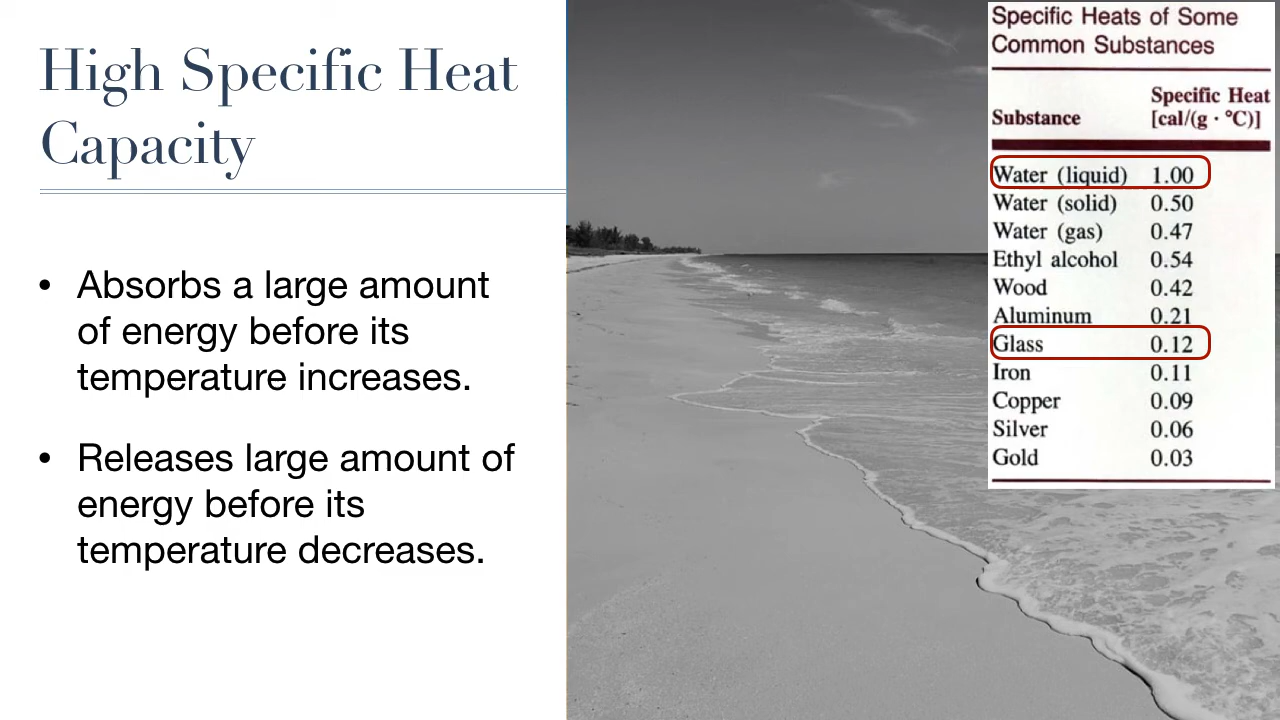 High Specific Heat
Capacity
• Absorbs a large amount
of energy before its
temperature increases.
• Releases large amount of
energy before its
temperature decreases.
Specific Heats of Some
Common Substances
Substance Specific Heat
[cal/(g · °C)]
Water (liquid) 1.00
Water (solid) 0.50
Water (gas) 0.47
Ethyl alcohol 0.54
Wood 0.42
Aluminum 0.21
Glass 0.12
Iron 0.11
Copper 0.09
Silver 0.06
Gold 0.03